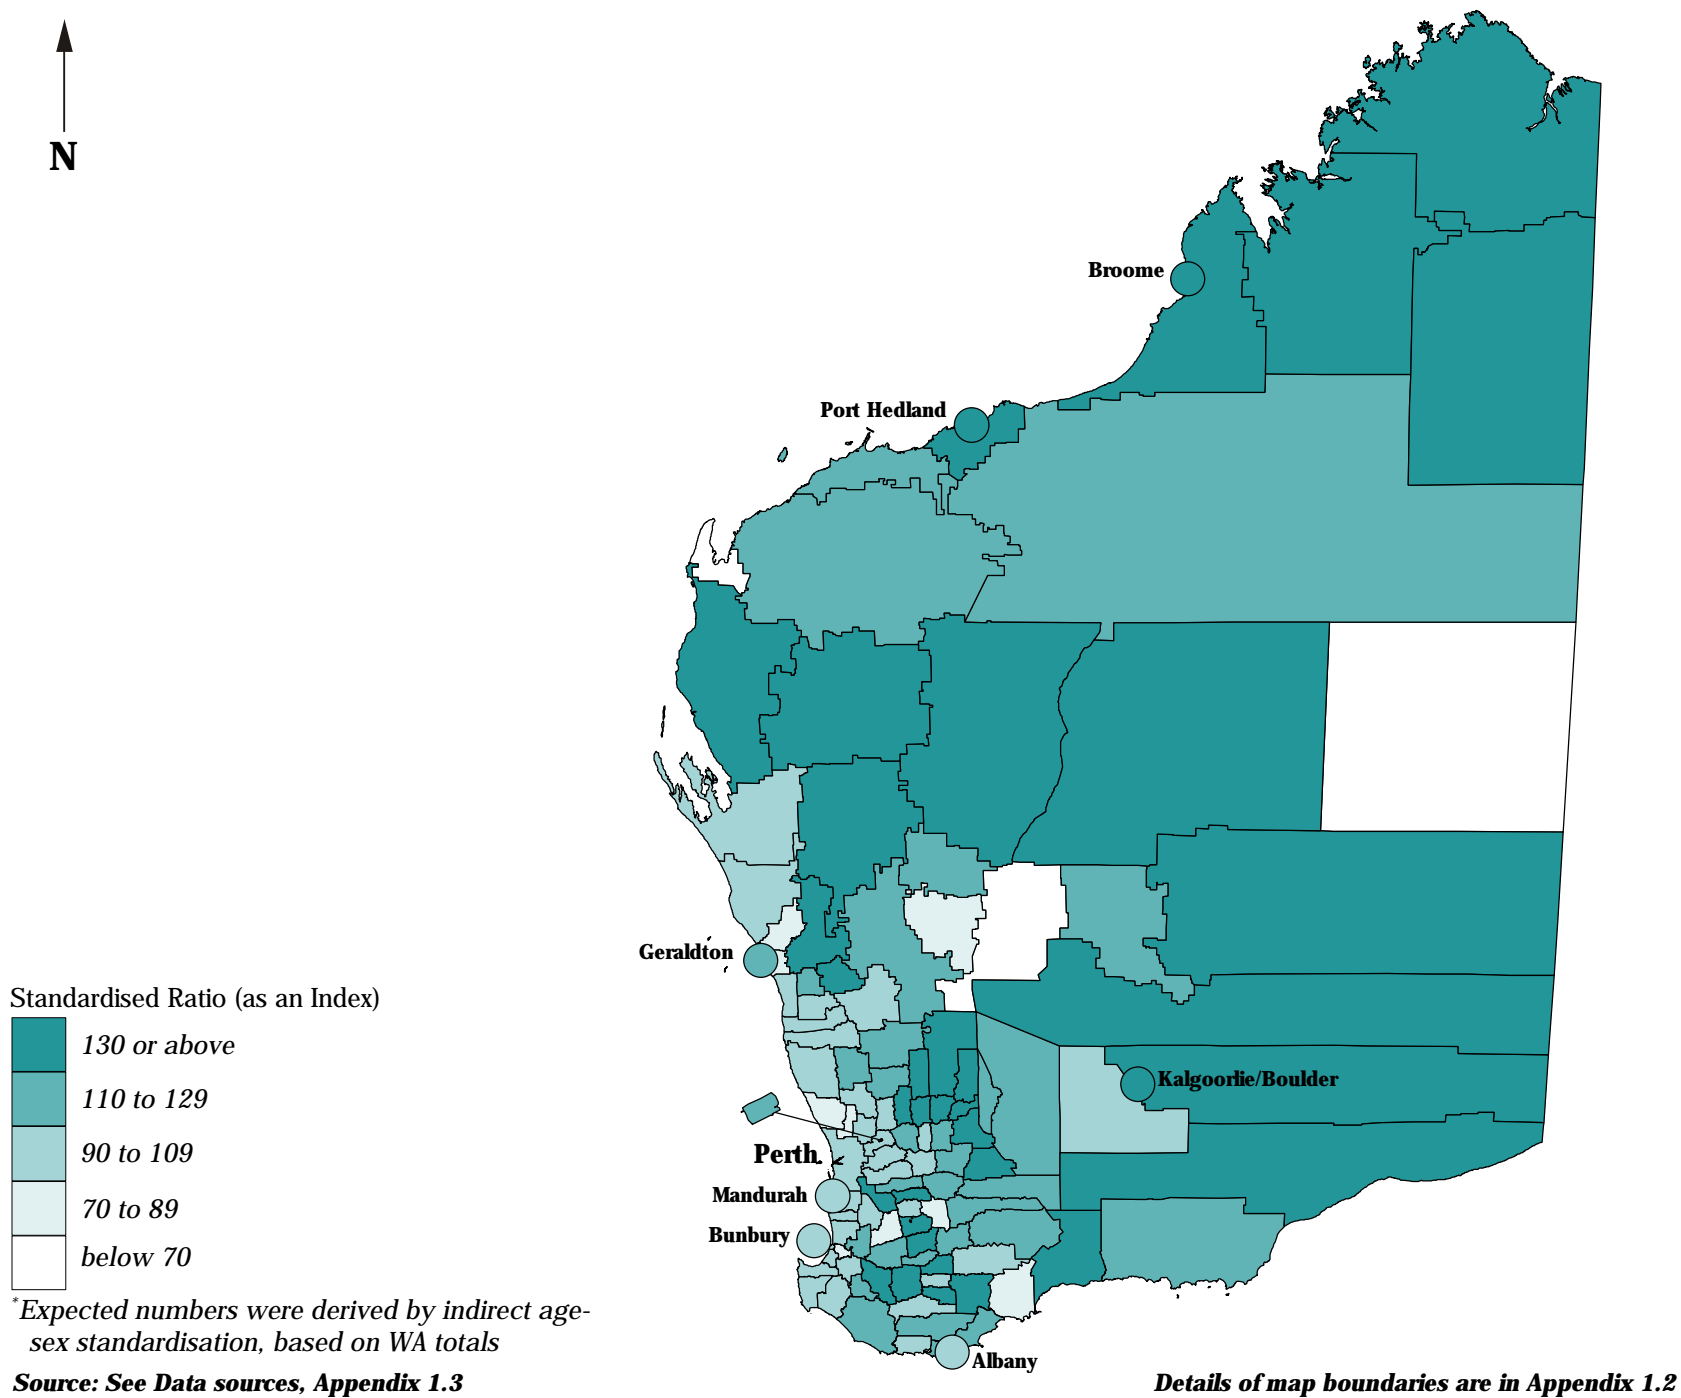 N
Broome
Port Hedland
Geraldton
Standardised Ratio (as an Index)
130 or above
110 to 129
90 to 109
70 to 89
below 70
Kalgoorlie/Boulder
Perth
Mandurah
Bunbury
Albany
*Expected numbers were derived by indirect age-
sex standardisation, based on WA totals
Source: See Data sources, Appendix 1.3
Details of map boundaries are in Appendix 1.2